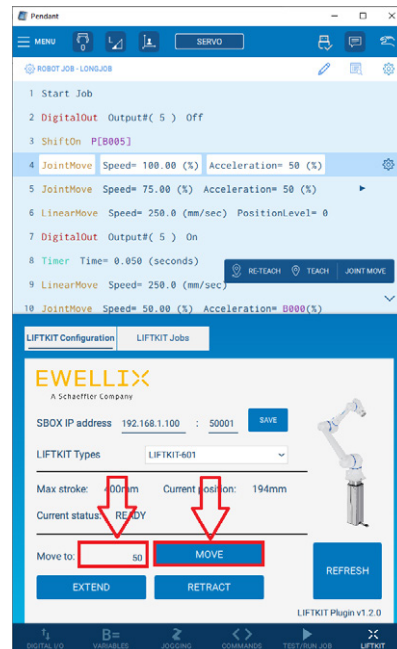 Pendant
MENU 0 SERVO
ROBOT JOB - LONGJOB
1 Start Job
2 DigitalOut Output#( 5 ) Off
3 ShiftOn P[B005]
4 JointMove Speed= 100.00 (%) Acceleration= 50 (%)
5 JointMove Speed= 75.00 (%) Acceleration= 50 (%)
6 LinearMove Speed= 250.0 (mm/sec) PositionLevel= 0
7 DigitalOut Output#( 5 ) On
8 Timer Time= 0.050 (seconds)
RE-TEACH TEACH JOINT MOVE
9 LinearMove Speed= 250.0 (mm/sec)
10 JointMove Speed= 50.00 (%) Acceleration= B000(%)
LIFTKIT Configuration LIFTKIT Jobs
EWELLIX
A Schaeffler Company
SBOX IP address 192.168.1.100 : 50001 SAVE
LIFTKIT Types LIFTKIT-601
Max stroke: 400mm Current position: 194mm
Current status: READY
Move to: 50 MOVE
REFRESH
EXTEND RETRACT
LIFTKIT Plugin v1.2.0
DIGITAL I/O VARIABLES JOGGING COMMANDS TEST/RUN JOB LIFTKIT